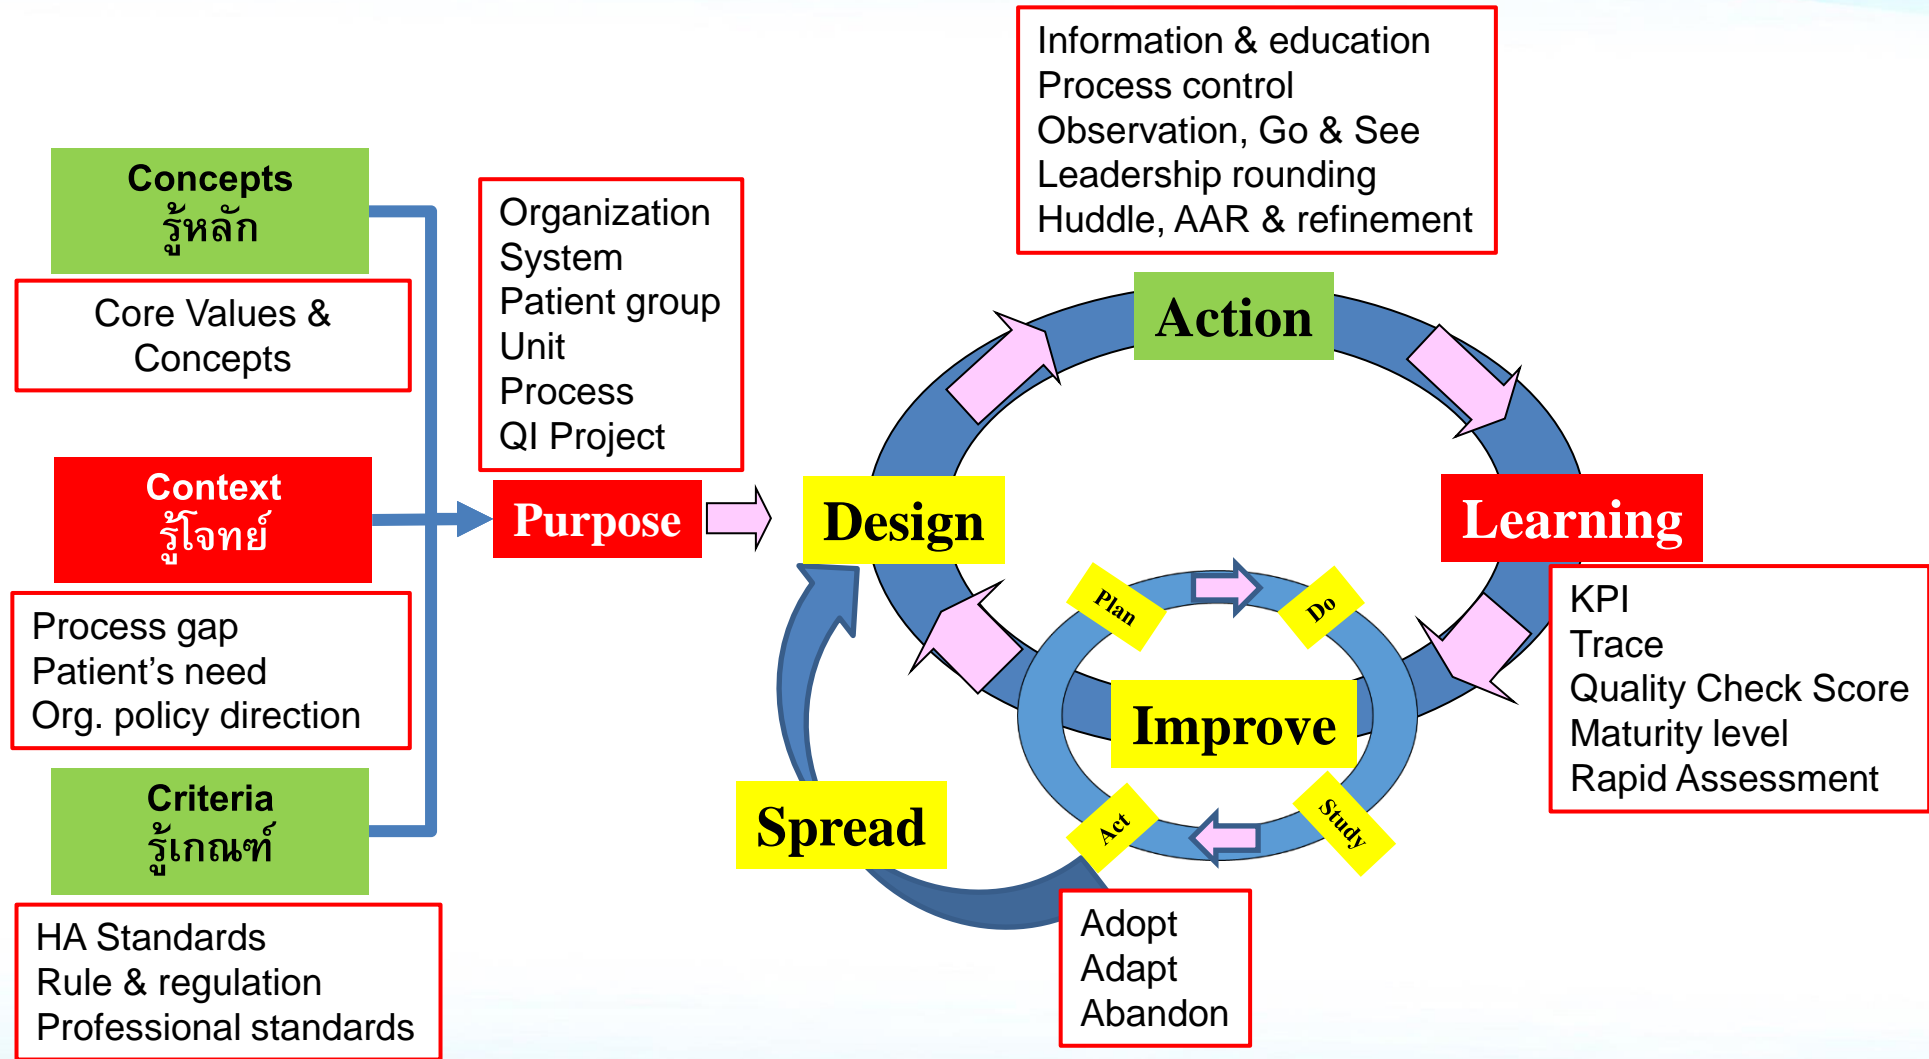 Concepts
รู้หลัก
Core Values &
Concepts
Context
รู้โจทย์
Process gap
Patient’s need
Org. policy direction
Criteria
รู้เกณฑ์
HA Standards
Rule & regulation
Professional standards
Organization
System
Patient group
Unit
Process
QI Project
Purpose
Design
Information & education
Process control
Observation, Go & See
Leadership rounding
Huddle, AAR & refinement
Action
Learning
KPI
Trace
Quality Check Score
Maturity level
Rapid Assessment
Improve
Plan
Do
Study
Act
Adopt
Adapt
Abandon
Spread